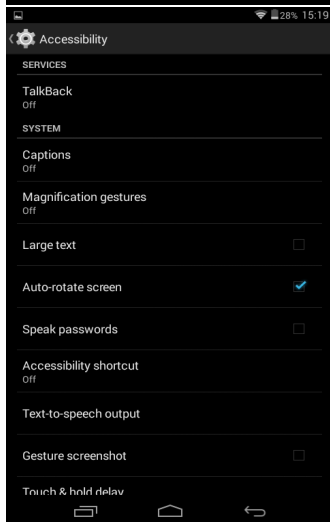 28% 15:19
Accessibility
SERVICES
TalkBack
Off
SYSTEM
Captions
Off
Magnification gestures
Off
Large text
Auto-rotate screen
Speak passwords
Accessibility shortcut
Off
Text-to-speech output
Gesture screenshot
Touch & hold delay